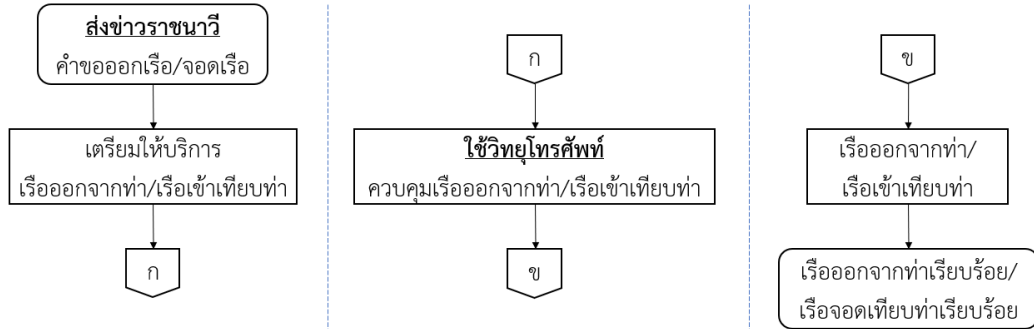 ส่งข่าวราชนาวี
คำขอออกเรือ/จอดเรือ
เตรียมให้บริการ
เรือออกจากท่า/เรือเข้าเทียบท่า
ก
ก
ใช้วิทยุโทรศัพท์
ควบคุมเรือออกจากท่า/เรือเข้าเทียบท่า
ข
ข
เรือออกจากท่า/
เรือเข้าเทียบท่า
เรือออกจากท่าเรียบร้อย/
เรือจอดเทียบท่าเรียบร้อย